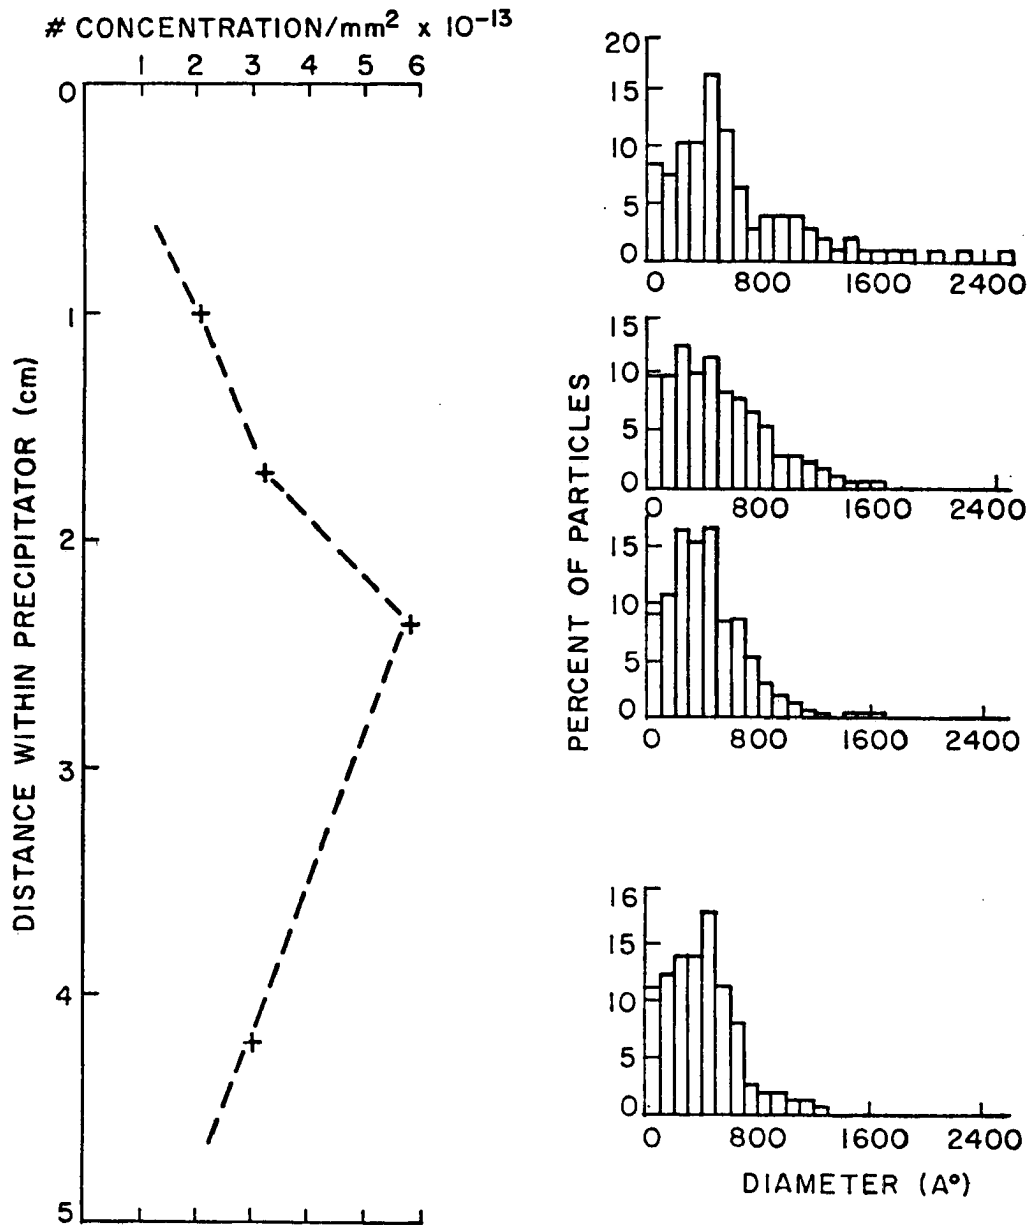 # CONCENTRATION/mm² x 10⁻¹³
1 2 3 4 5 6
0
1
2
3
4
5
DISTANCE WITHIN PRECIPITATOR (cm)
20
15
10
5
0
0 800 1600 2400
15
10
5
0
0 800 1600 2400
15
10
5
0
0 800 1600 2400
16
15
10
5
0
0 800 1600 2400
PERCENT OF PARTICLES
DIAMETER (A°)